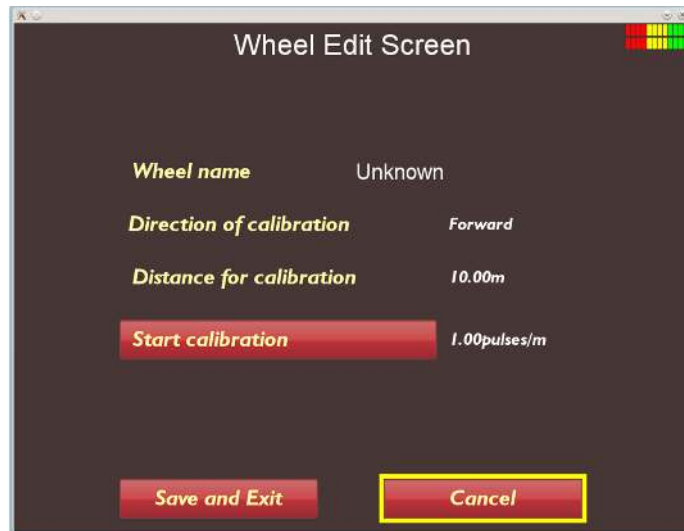 Wheel Edit Screen
Wheel name Unknown
Direction of calibration Forward
Distance for calibration 10.00m
Start calibration 1.00pulses/m
Save and Exit Cancel